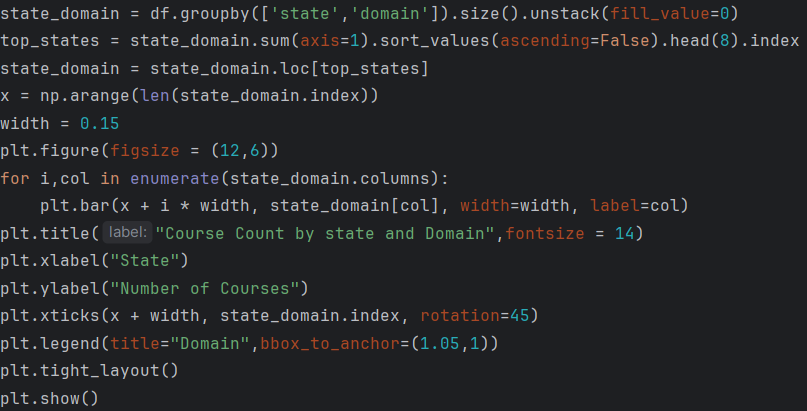 state_domain = df.groupby(['state','domain']).size().unstack(fill_value=0)
top_states = state_domain.sum(axis=1).sort_values(ascending=False).head(8).index
state_domain = state_domain.loc[top_states]
x = np.arange(len(state_domain.index))
width = 0.15
plt.figure(figsize = (12,6))
for i,col in enumerate(state_domain.columns):
    plt.bar(x + i * width, state_domain[col], width=width, label=col)
plt.title( label: "Course Count by state and Domain",fontsize = 14)
plt.xlabel("State")
plt.ylabel("Number of Courses")
plt.xticks(x + width, state_domain.index, rotation=45)
plt.legend(title="Domain",bbox_to_anchor=(1.05,1))
plt.tight_layout()
plt.show()